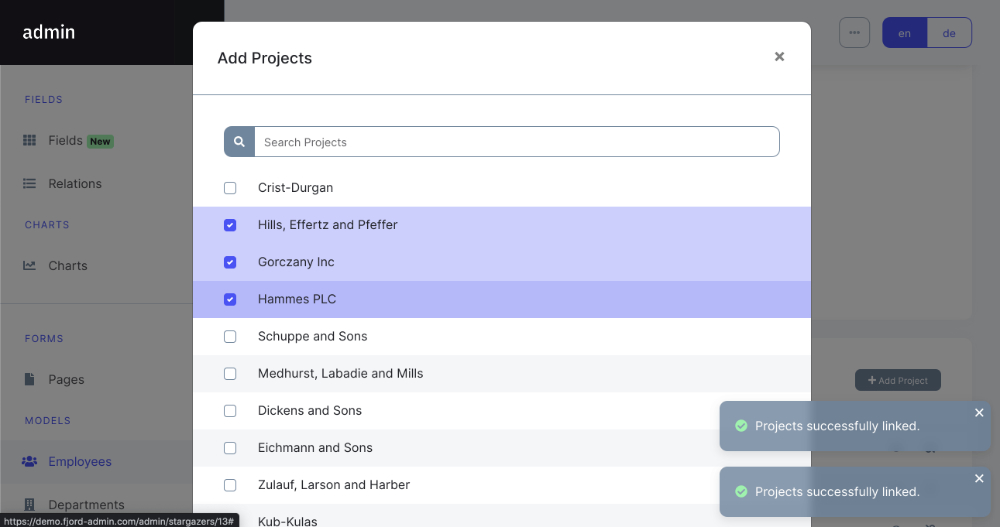 admin
Add Projects
en
de
FIELDS
Fields New
Relations
CHARTS
Charts
FORMS
Pages
MODELS
Employees
Departments
Search Projects
Crist-Durgan
Hills, Effertz and Pfeffer
Gorczany Inc
Hammes PLC
Schuppe and Sons
Medhurst, Labadie and Mills
Dickens and Sons
Eichmann and Sons
Zulauf, Larson and Harber
Kub-Kulas
Add Project
Projects successfully linked.
Projects successfully linked.
https://demo.fjord-admin.com/admin/stargazers/13#